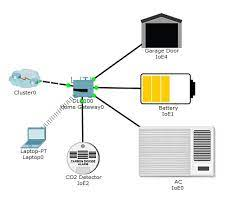 Garage Door
IoE4
Cluster0
DLC100
Home Gateway0
Battery
IoE1
Laptop-PT
Laptop0
CO2 Detector
IoE2
AC
IoE0